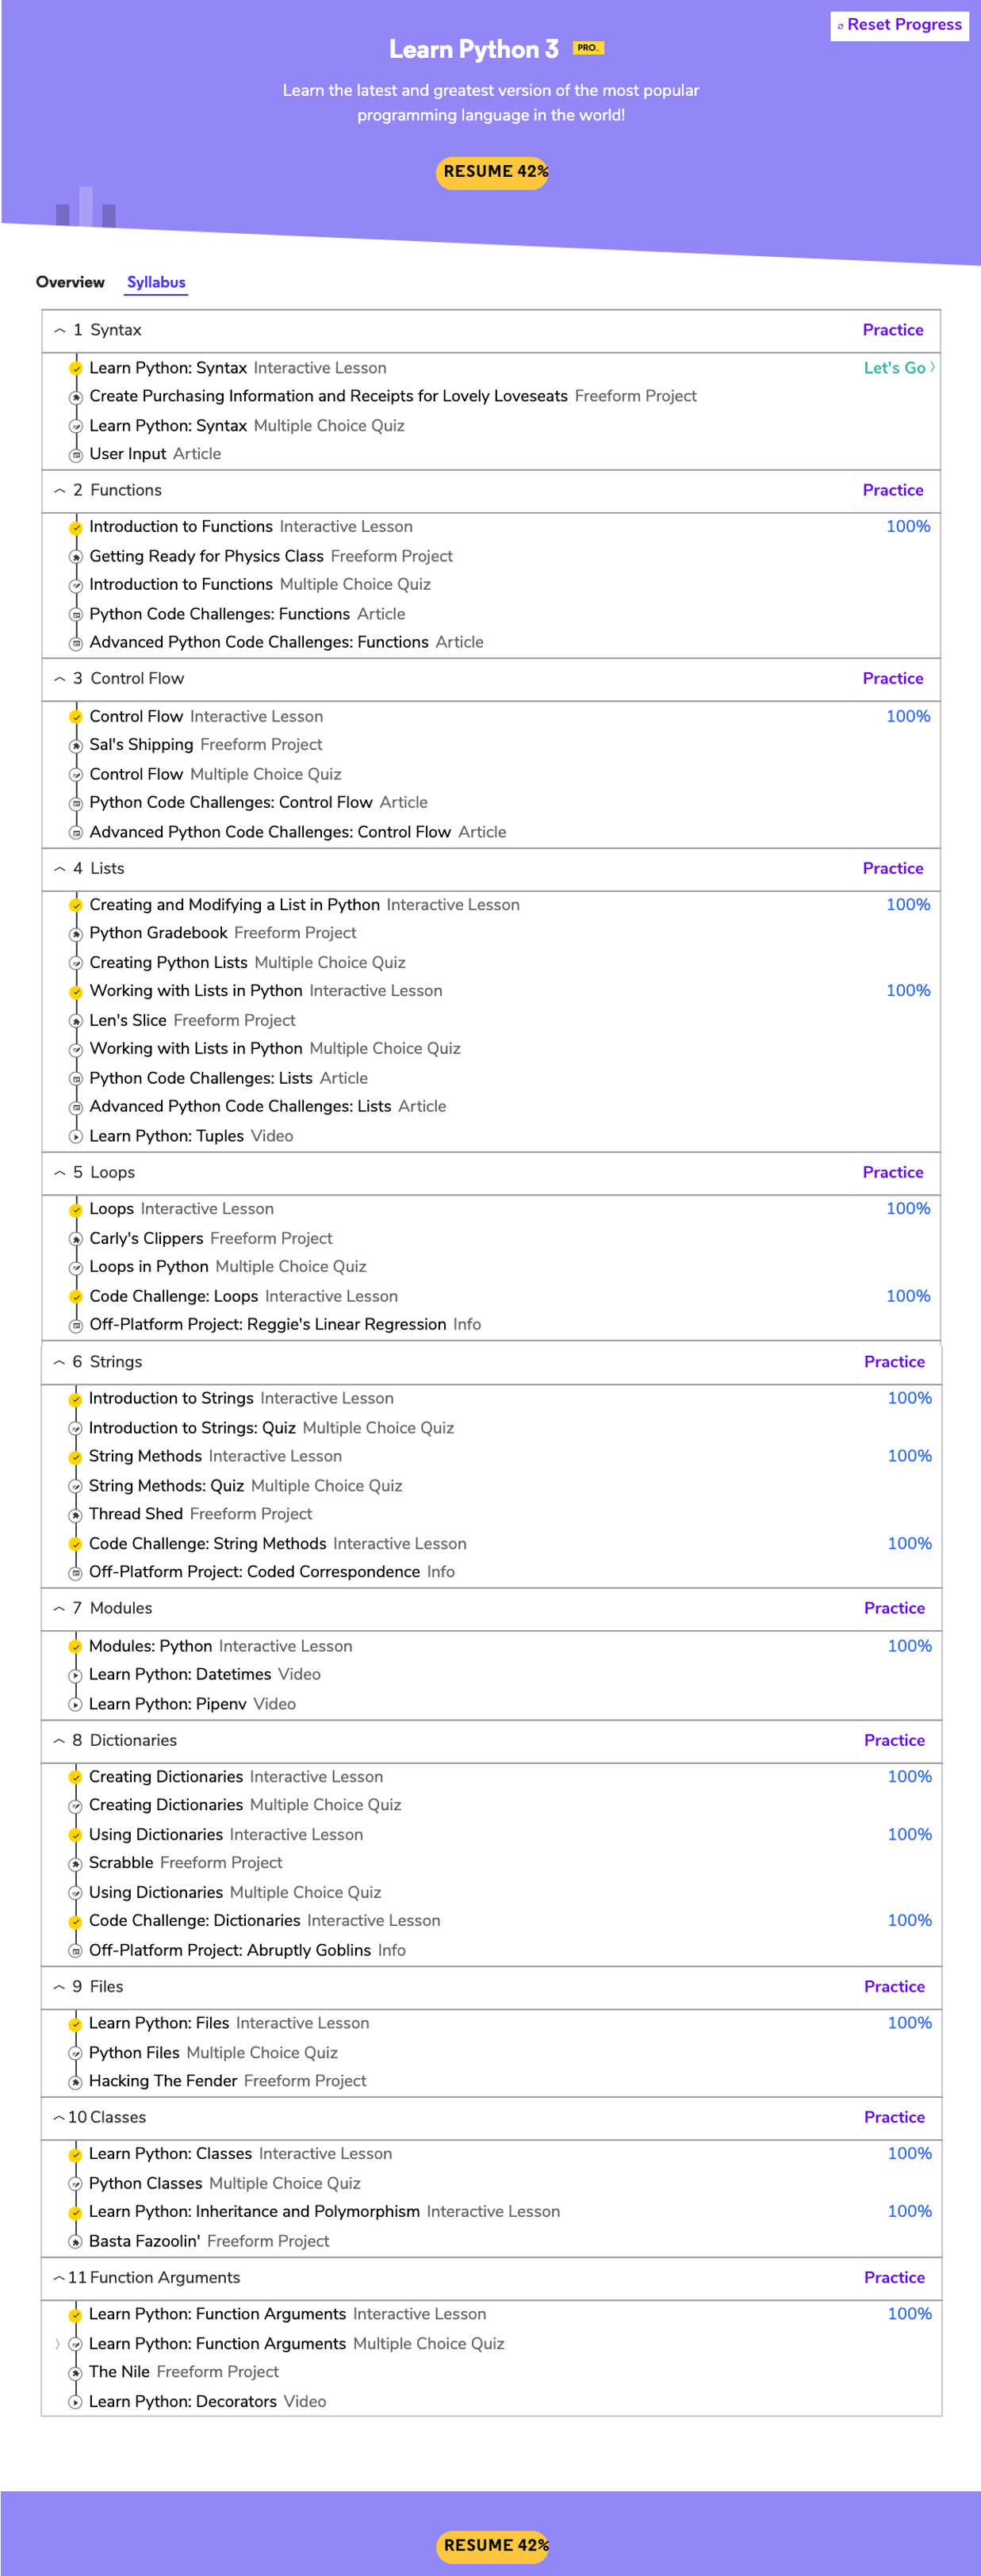 Reset Progress
Learn Python 3 PRO..
Learn the latest and greatest version of the most popular
programming language in the world!
RESUME 42%
Overview Syllabus
1 Syntax Practice
Learn Python: Syntax Interactive Lesson Let's Go
Create Purchasing Information and Receipts for Lovely Loveseats Freeform Project
Learn Python: Syntax Multiple Choice Quiz
User Input Article
2 Functions Practice
Introduction to Functions Interactive Lesson 100%
Getting Ready for Physics Class Freeform Project
Introduction to Functions Multiple Choice Quiz
Python Code Challenges: Functions Article
Advanced Python Code Challenges: Functions Article
3 Control Flow Practice
Control Flow Interactive Lesson 100%
Sal's Shipping Freeform Project
Control Flow Multiple Choice Quiz
Python Code Challenges: Control Flow Article
Advanced Python Code Challenges: Control Flow Article
4 Lists Practice
Creating and Modifying a List in Python Interactive Lesson 100%
Python Gradebook Freeform Project
Creating Python Lists Multiple Choice Quiz
Working with Lists in Python Interactive Lesson 100%
Len's Slice Freeform Project
Working with Lists in Python Multiple Choice Quiz
Python Code Challenges: Lists Article
Advanced Python Code Challenges: Lists Article
Learn Python: Tuples Video
5 Loops Practice
Loops Interactive Lesson 100%
Carly's Clippers Freeform Project
Loops in Python Multiple Choice Quiz
Code Challenge: Loops Interactive Lesson 100%
Off-Platform Project: Reggie's Linear Regression Info
6 Strings Practice
Introduction to Strings Interactive Lesson 100%
Introduction to Strings: Quiz Multiple Choice Quiz
String Methods Interactive Lesson 100%
String Methods: Quiz Multiple Choice Quiz
Thread Shed Freeform Project
Code Challenge: String Methods Interactive Lesson 100%
Off-Platform Project: Coded Correspondence Info
7 Modules Practice
Modules: Python Interactive Lesson 100%
Learn Python: Datetimes Video
Learn Python: Pipenv Video
8 Dictionaries Practice
Creating Dictionaries Interactive Lesson 100%
Creating Dictionaries Multiple Choice Quiz
Using Dictionaries Interactive Lesson 100%
Scrabble Freeform Project
Using Dictionaries Multiple Choice Quiz
Code Challenge: Dictionaries Interactive Lesson 100%
Off-Platform Project: Abruptly Goblins Info
9 Files Practice
Learn Python: Files Interactive Lesson 100%
Python Files Multiple Choice Quiz
Hacking The Fender Freeform Project
10 Classes Practice
Learn Python: Classes Interactive Lesson 100%
Python Classes Multiple Choice Quiz
Learn Python: Inheritance and Polymorphism Interactive Lesson 100%
Basta Fazoolin' Freeform Project
11 Function Arguments Practice
Learn Python: Function Arguments Interactive Lesson 100%
Learn Python: Function Arguments Multiple Choice Quiz
The Nile Freeform Project
Learn Python: Decorators Video
RESUME 42%